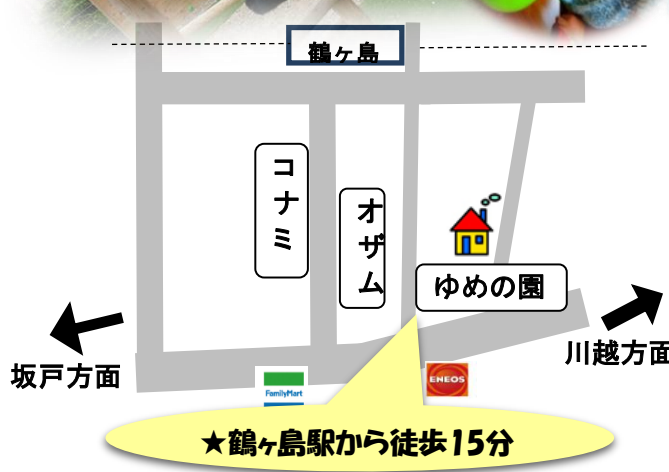 鶴ヶ島
コナミ
オザム
ゆめの園
坂戸方面
川越方面
FamilyMart
ENEOS
★鶴ヶ島駅から徒歩15分